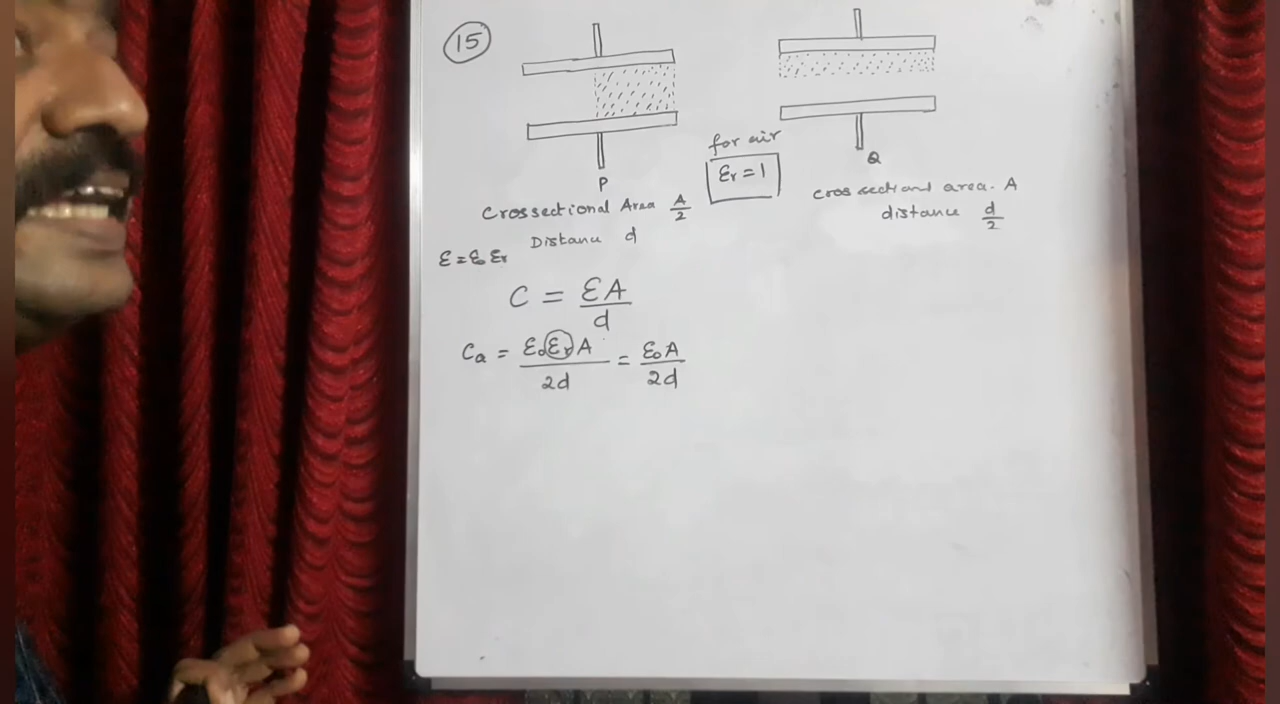 15
P
Crossectional Area A/2
Distance d
for air
εr = 1
Q
cros sectional area. A
distance d/2
ε = ε0 εr
C = εA/d
Ca = ε0εrA/2d = ε0A/2d